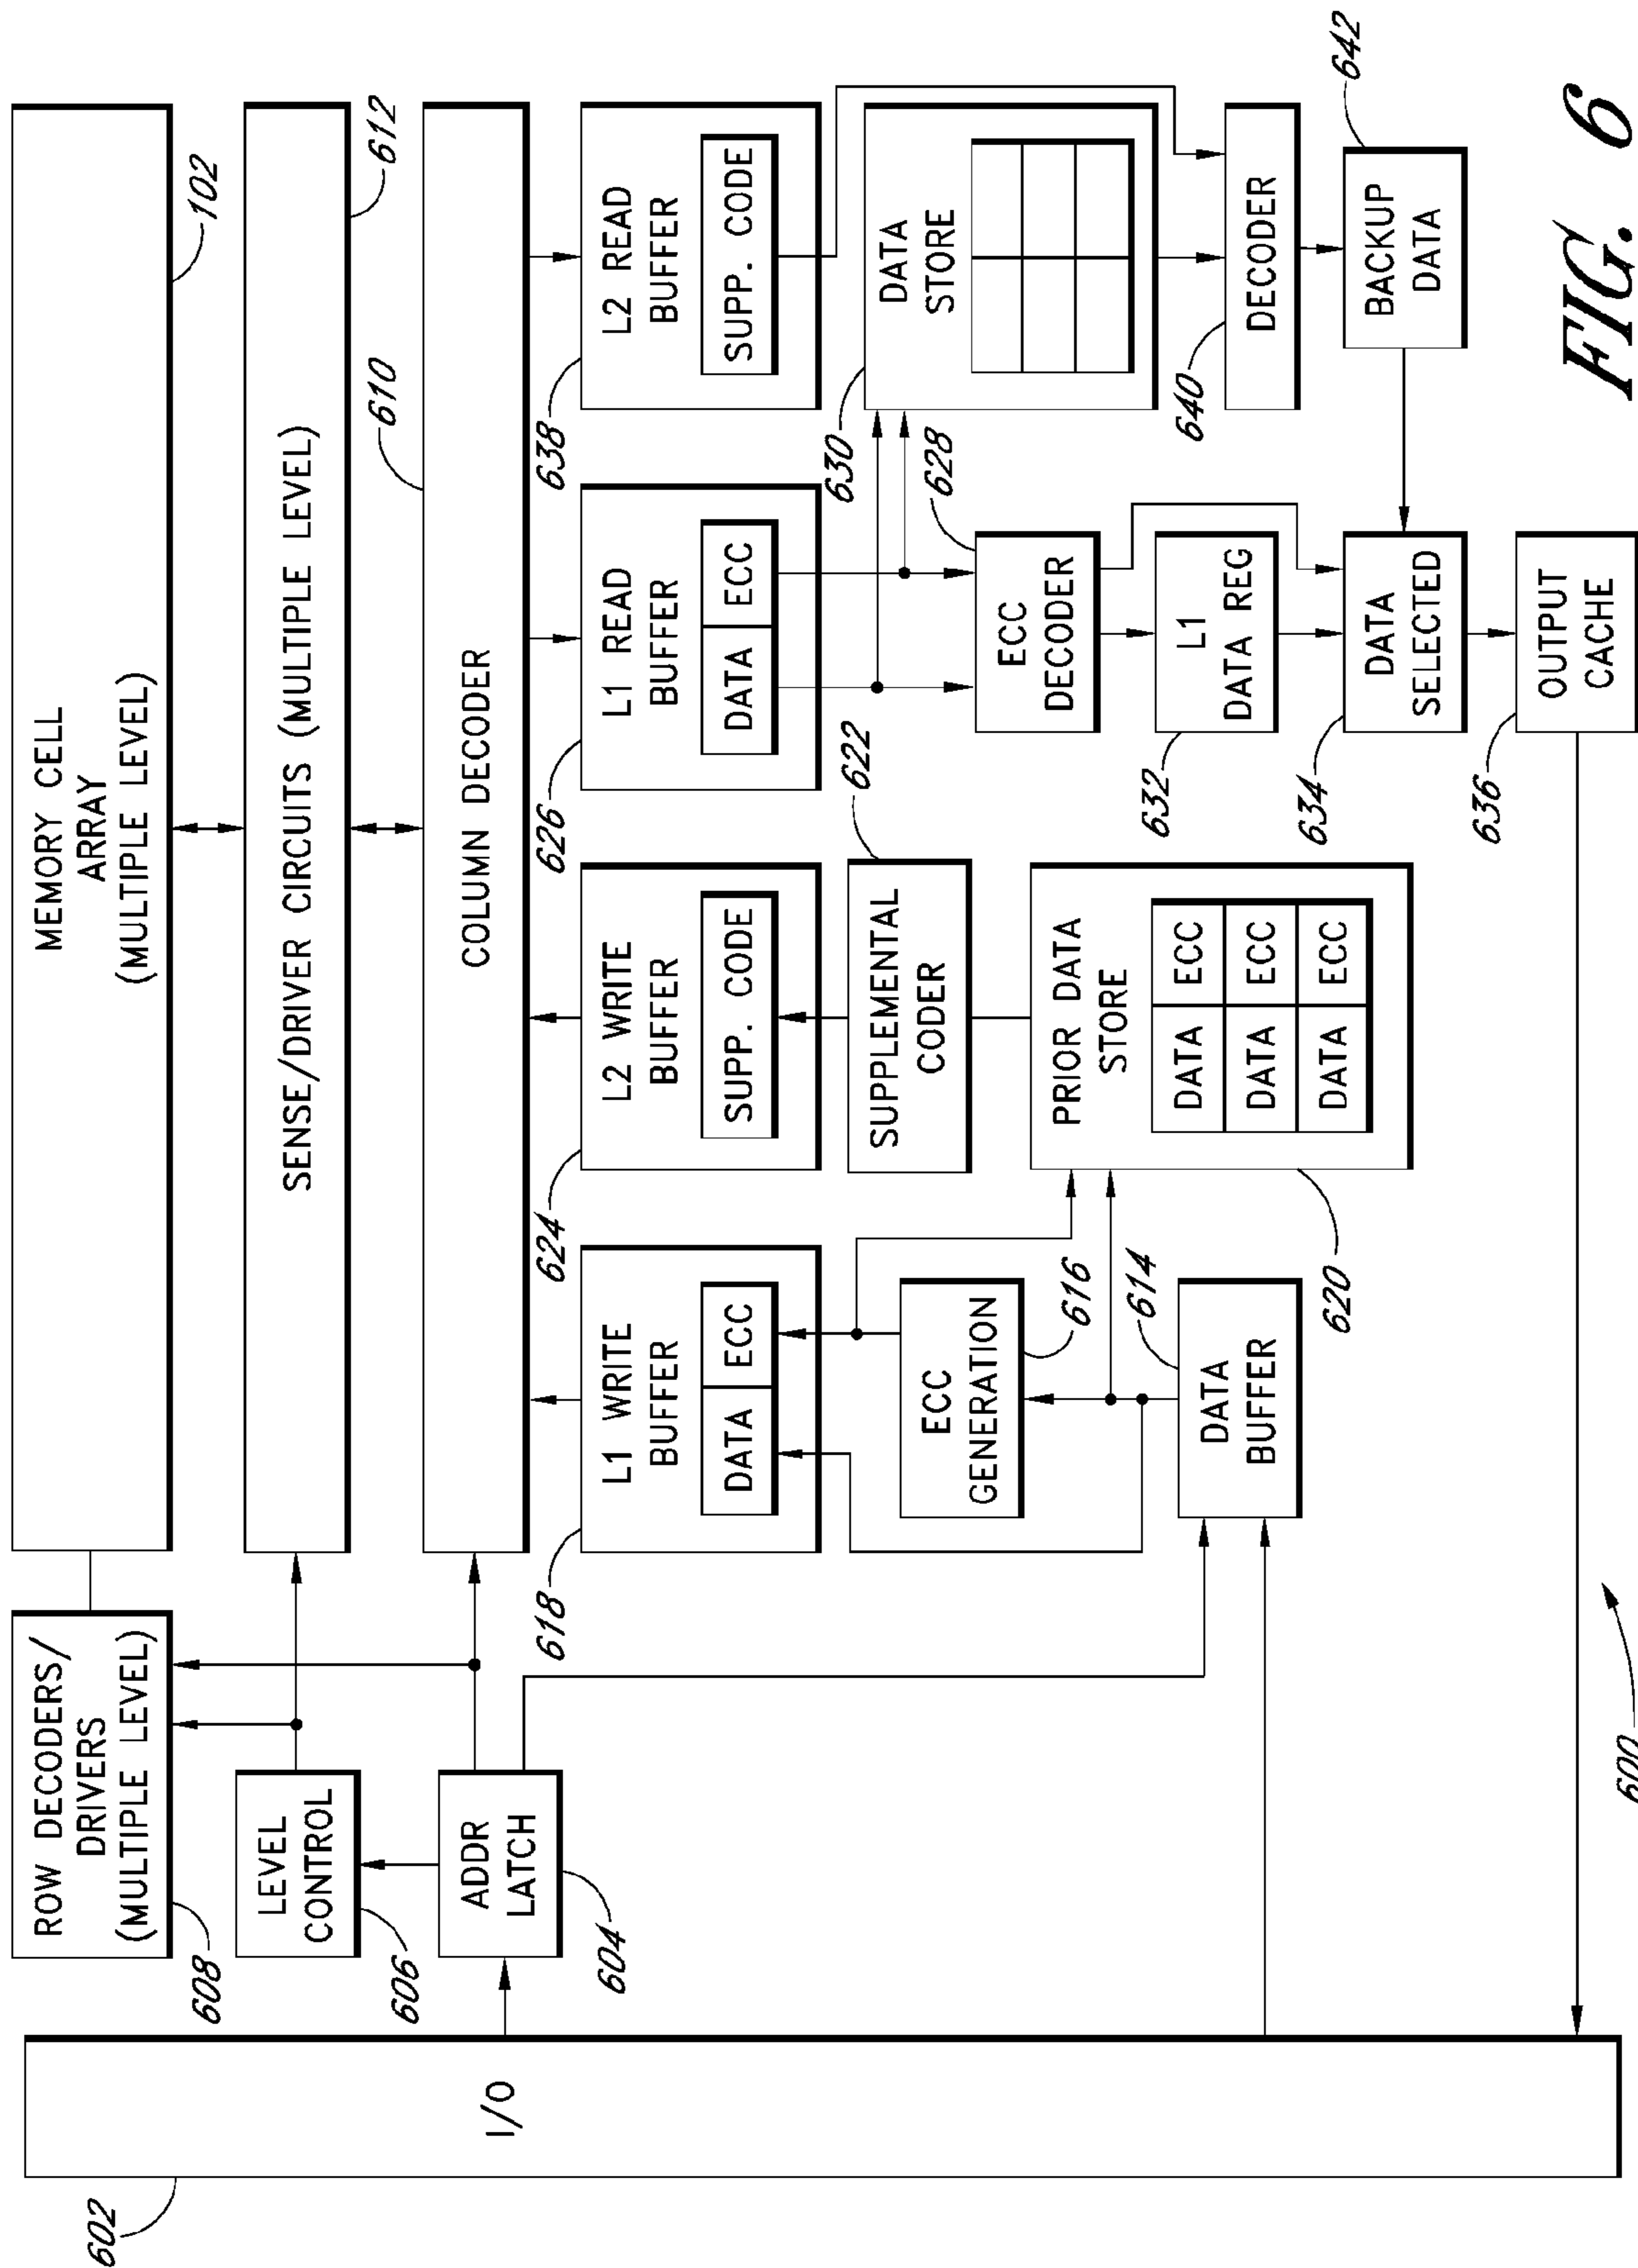 602
I/O
608
ROW DECODERS/
DRIVERS
(MULTIPLE LEVEL)
606
LEVEL
CONTROL
604
ADDR
LATCH
MEMORY CELL
ARRAY
(MULTIPLE LEVEL)
102
SENSE/DRIVER CIRCUITS (MULTIPLE LEVEL)
612
COLUMN DECODER
610
618
L1 WRITE
BUFFER
DATA ECC
624
L2 WRITE
BUFFER
SUPP. CODE
626
L1 READ
BUFFER
DATA ECC
638
L2 READ
BUFFER
SUPP. CODE
ECC
GENERATION
616
614
DATA
BUFFER
SUPPLEMENTAL
CODER
622
PRIOR DATA
STORE
DATA ECC
DATA ECC
DATA ECC
620
ECC
DECODER
628
632
L1
DATA REG
634
DATA
SELECTED
636
OUTPUT
CACHE
630
DATA
STORE
640
DECODER
BACKUP
DATA
642
600
FIG. 6